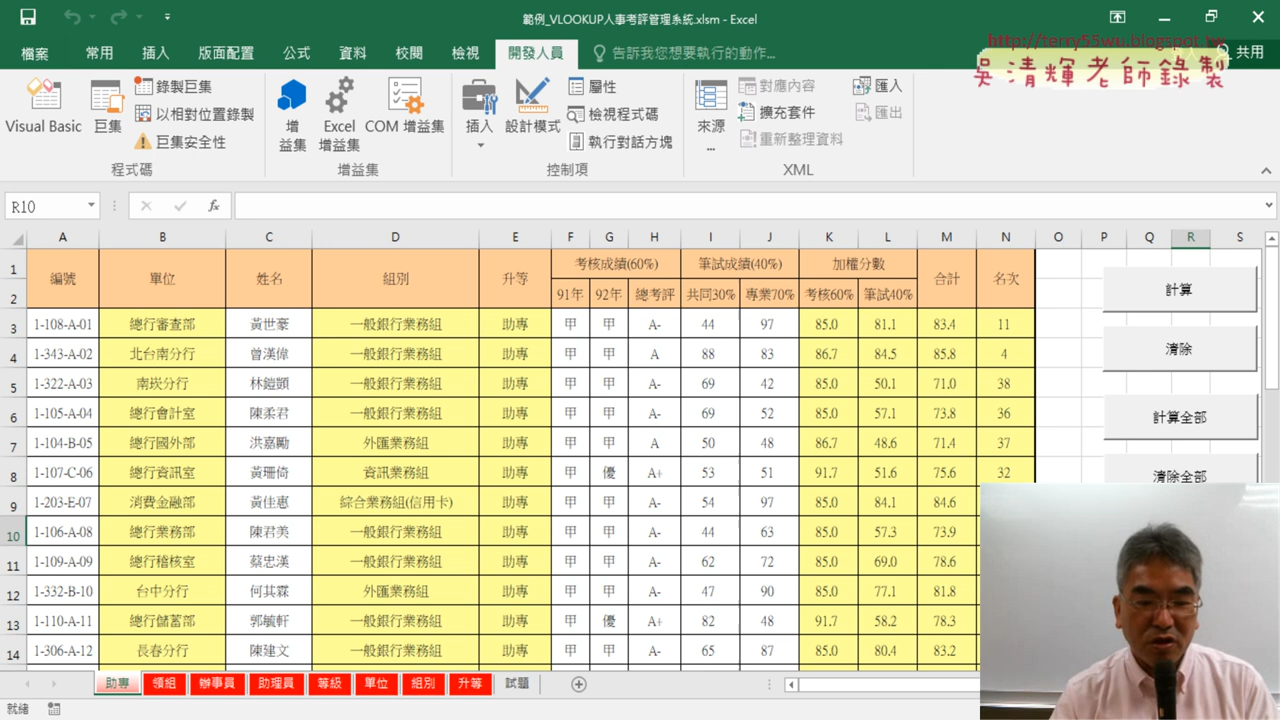 範例_VLOOKUP人事考評管理系統.xlsm - Excel
檔案 常用 插入 版面配置 公式 資料 校閱 檢視 開發人員 告訴我您想要執行的動作... 共用
http://terry55wu.blogspot.tw
吳清輝老師錄製
Visual Basic 巨集 錄製巨集 以相對位置錄製 巨集安全性 程式碼
增益集 Excel 增益集 COM 增益集 增益集
插入 設計模式 屬性 檢視程式碼 執行對話方塊 控制項
來源... 對應內容 擴充套件 重新整理資料 匯入 匯出 XML
R10 fx
A B C D E F G H I J K L M N O P Q R S
1 編號 單位 姓名 組別 升等 考核成績(60%) 筆試成績(40%) 加權分數 合計 名次
2 91年 92年 總考評 共同30% 專業70% 考核60% 筆試40%
3 1-108-A-01 總行審查部 黃世豪 一般銀行業務組 助專 甲 甲 A- 44 97 85.0 81.1 83.4 11
4 1-343-A-02 北台南分行 曾漢偉 一般銀行業務組 助專 甲 甲 A 88 83 86.7 84.5 85.8 4
5 1-322-A-03 南崁分行 林鎧顗 一般銀行業務組 助專 甲 甲 A- 69 42 85.0 50.1 71.0 38
6 1-105-A-04 總行會計室 陳柔君 一般銀行業務組 助專 甲 甲 A- 69 52 85.0 57.1 73.8 36
7 1-104-B-05 總行國外部 洪嘉勵 外匯業務組 助專 甲 甲 A 50 48 86.7 48.6 71.4 37
8 1-107-C-06 總行資訊室 黃珊倚 資訊業務組 助專 甲 優 A+ 53 51 91.7 51.6 75.6 32
9 1-203-E-07 消費金融部 黃佳惠 綜合業務組(信用卡) 助專 甲 甲 A- 54 97 85.0 84.1 84.6
10 1-106-A-08 總行業務部 陳君美 一般銀行業務組 助專 甲 甲 A- 44 63 85.0 57.3 73.9
11 1-109-A-09 總行稽核室 蔡忠漢 一般銀行業務組 助專 甲 甲 A- 62 72 85.0 69.0 78.6
12 1-332-B-10 台中分行 何其霖 外匯業務組 助專 甲 甲 A- 47 90 85.0 77.1 81.8
13 1-110-A-11 總行儲蓄部 郭毓軒 一般銀行業務組 助專 甲 優 A+ 82 48 91.7 58.2 78.3
14 1-306-A-12 長春分行 陳建文 一般銀行業務組 助專 甲 甲 A- 65 87 85.0 80.4 83.2
計算
清除
計算全部
清除全部
助專 領組 辦事員 助理員 等級 單位 組別 升等 試題
就緒